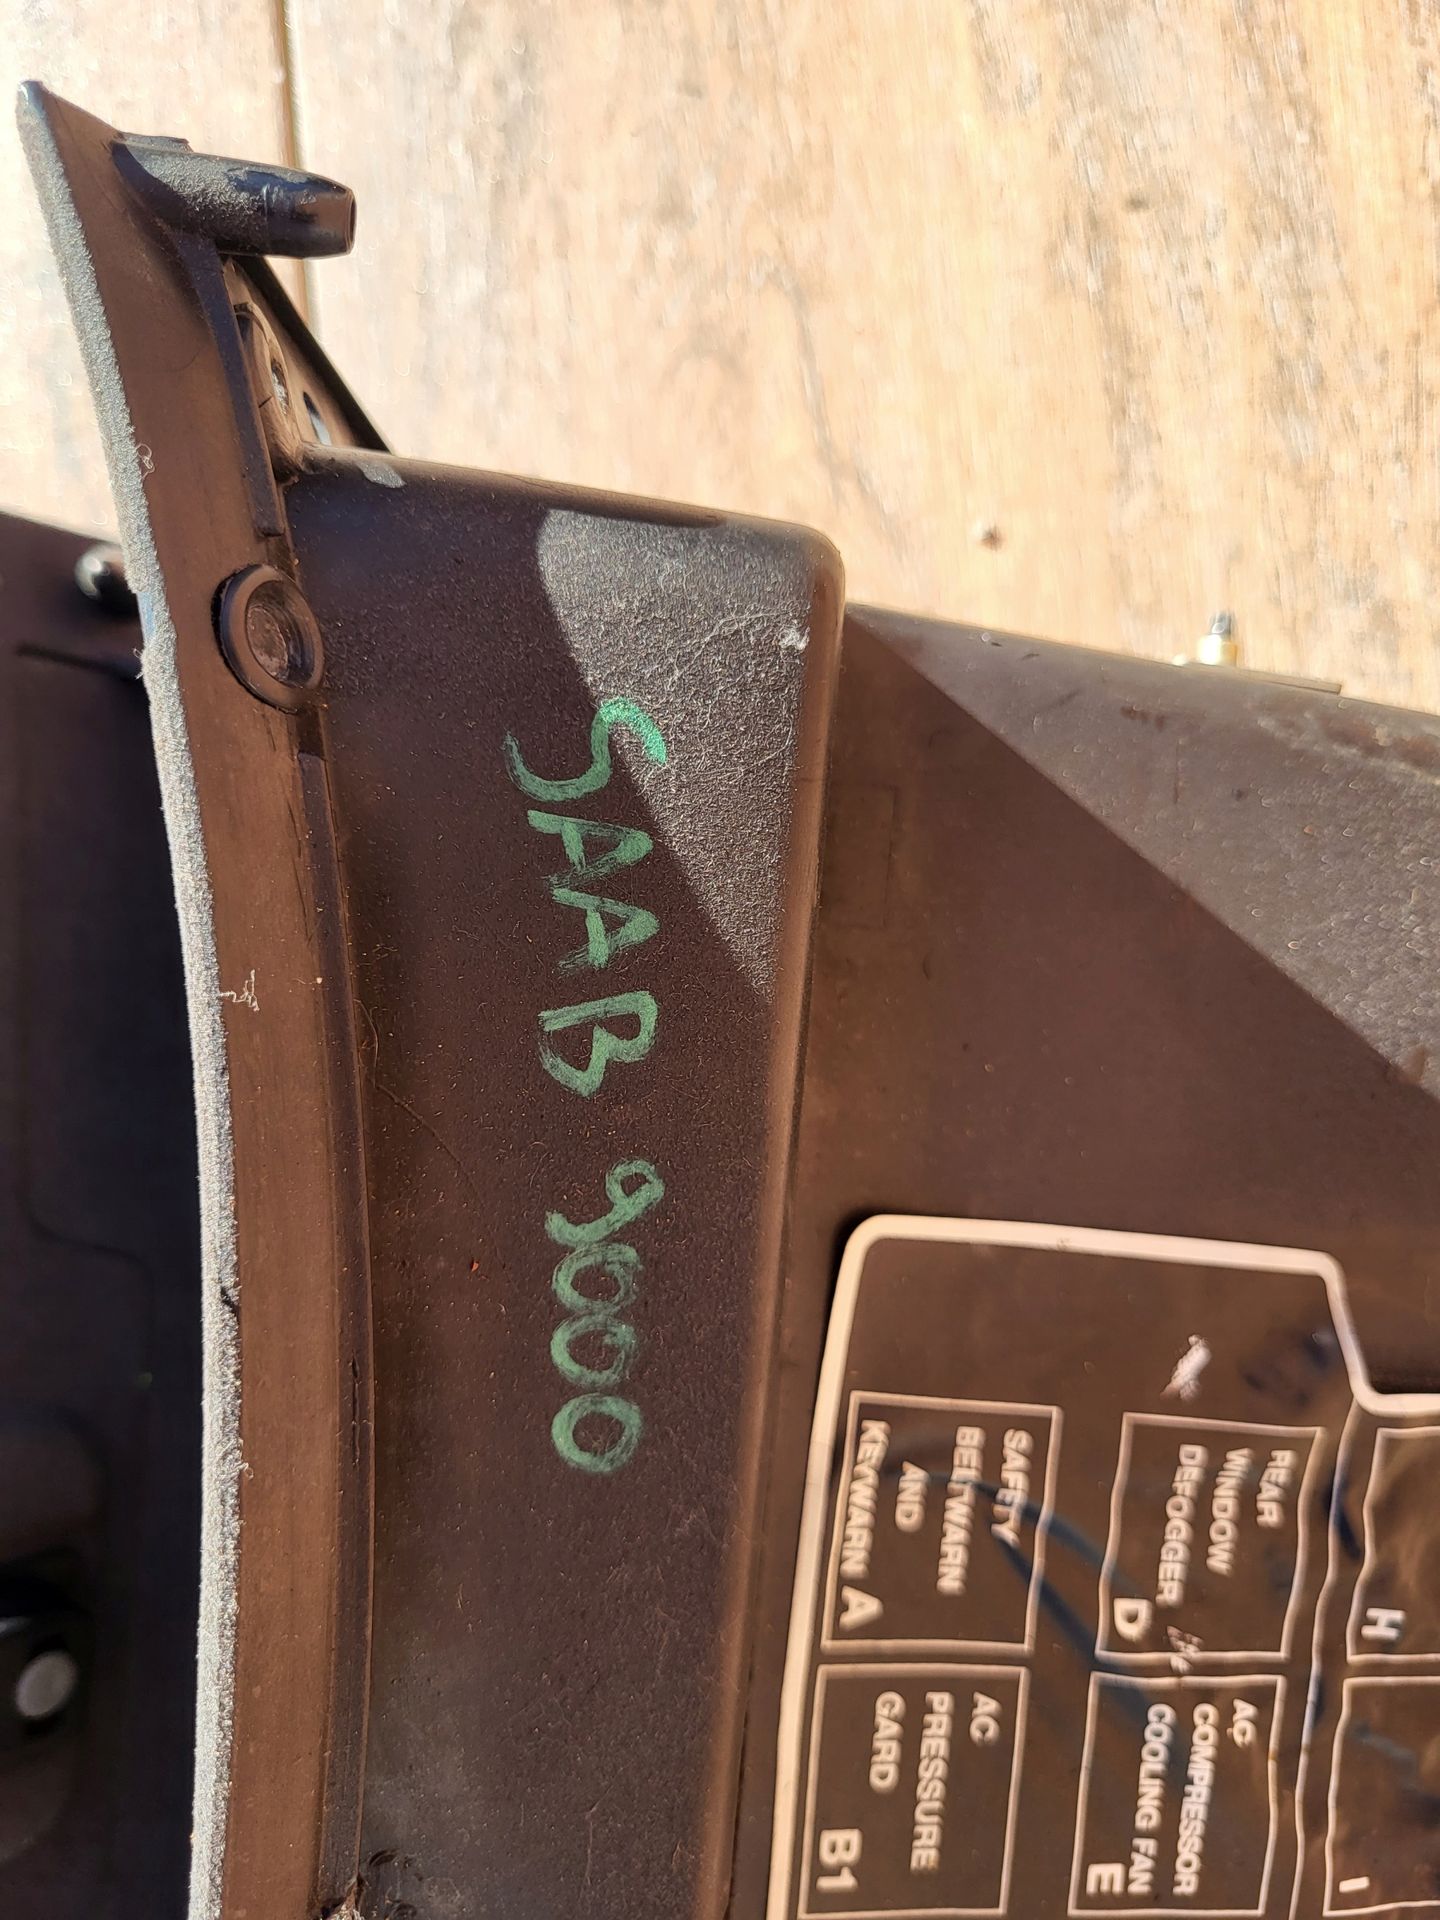 SAAB 9000
H
I
REAR
WINDOW
DEFOGGER D
AC
COMPRESSOR
COOLING FAN
E
SAFETY
BELTWARN
AND
KEYWARN A
AC
PRESSURE
GARD
B1